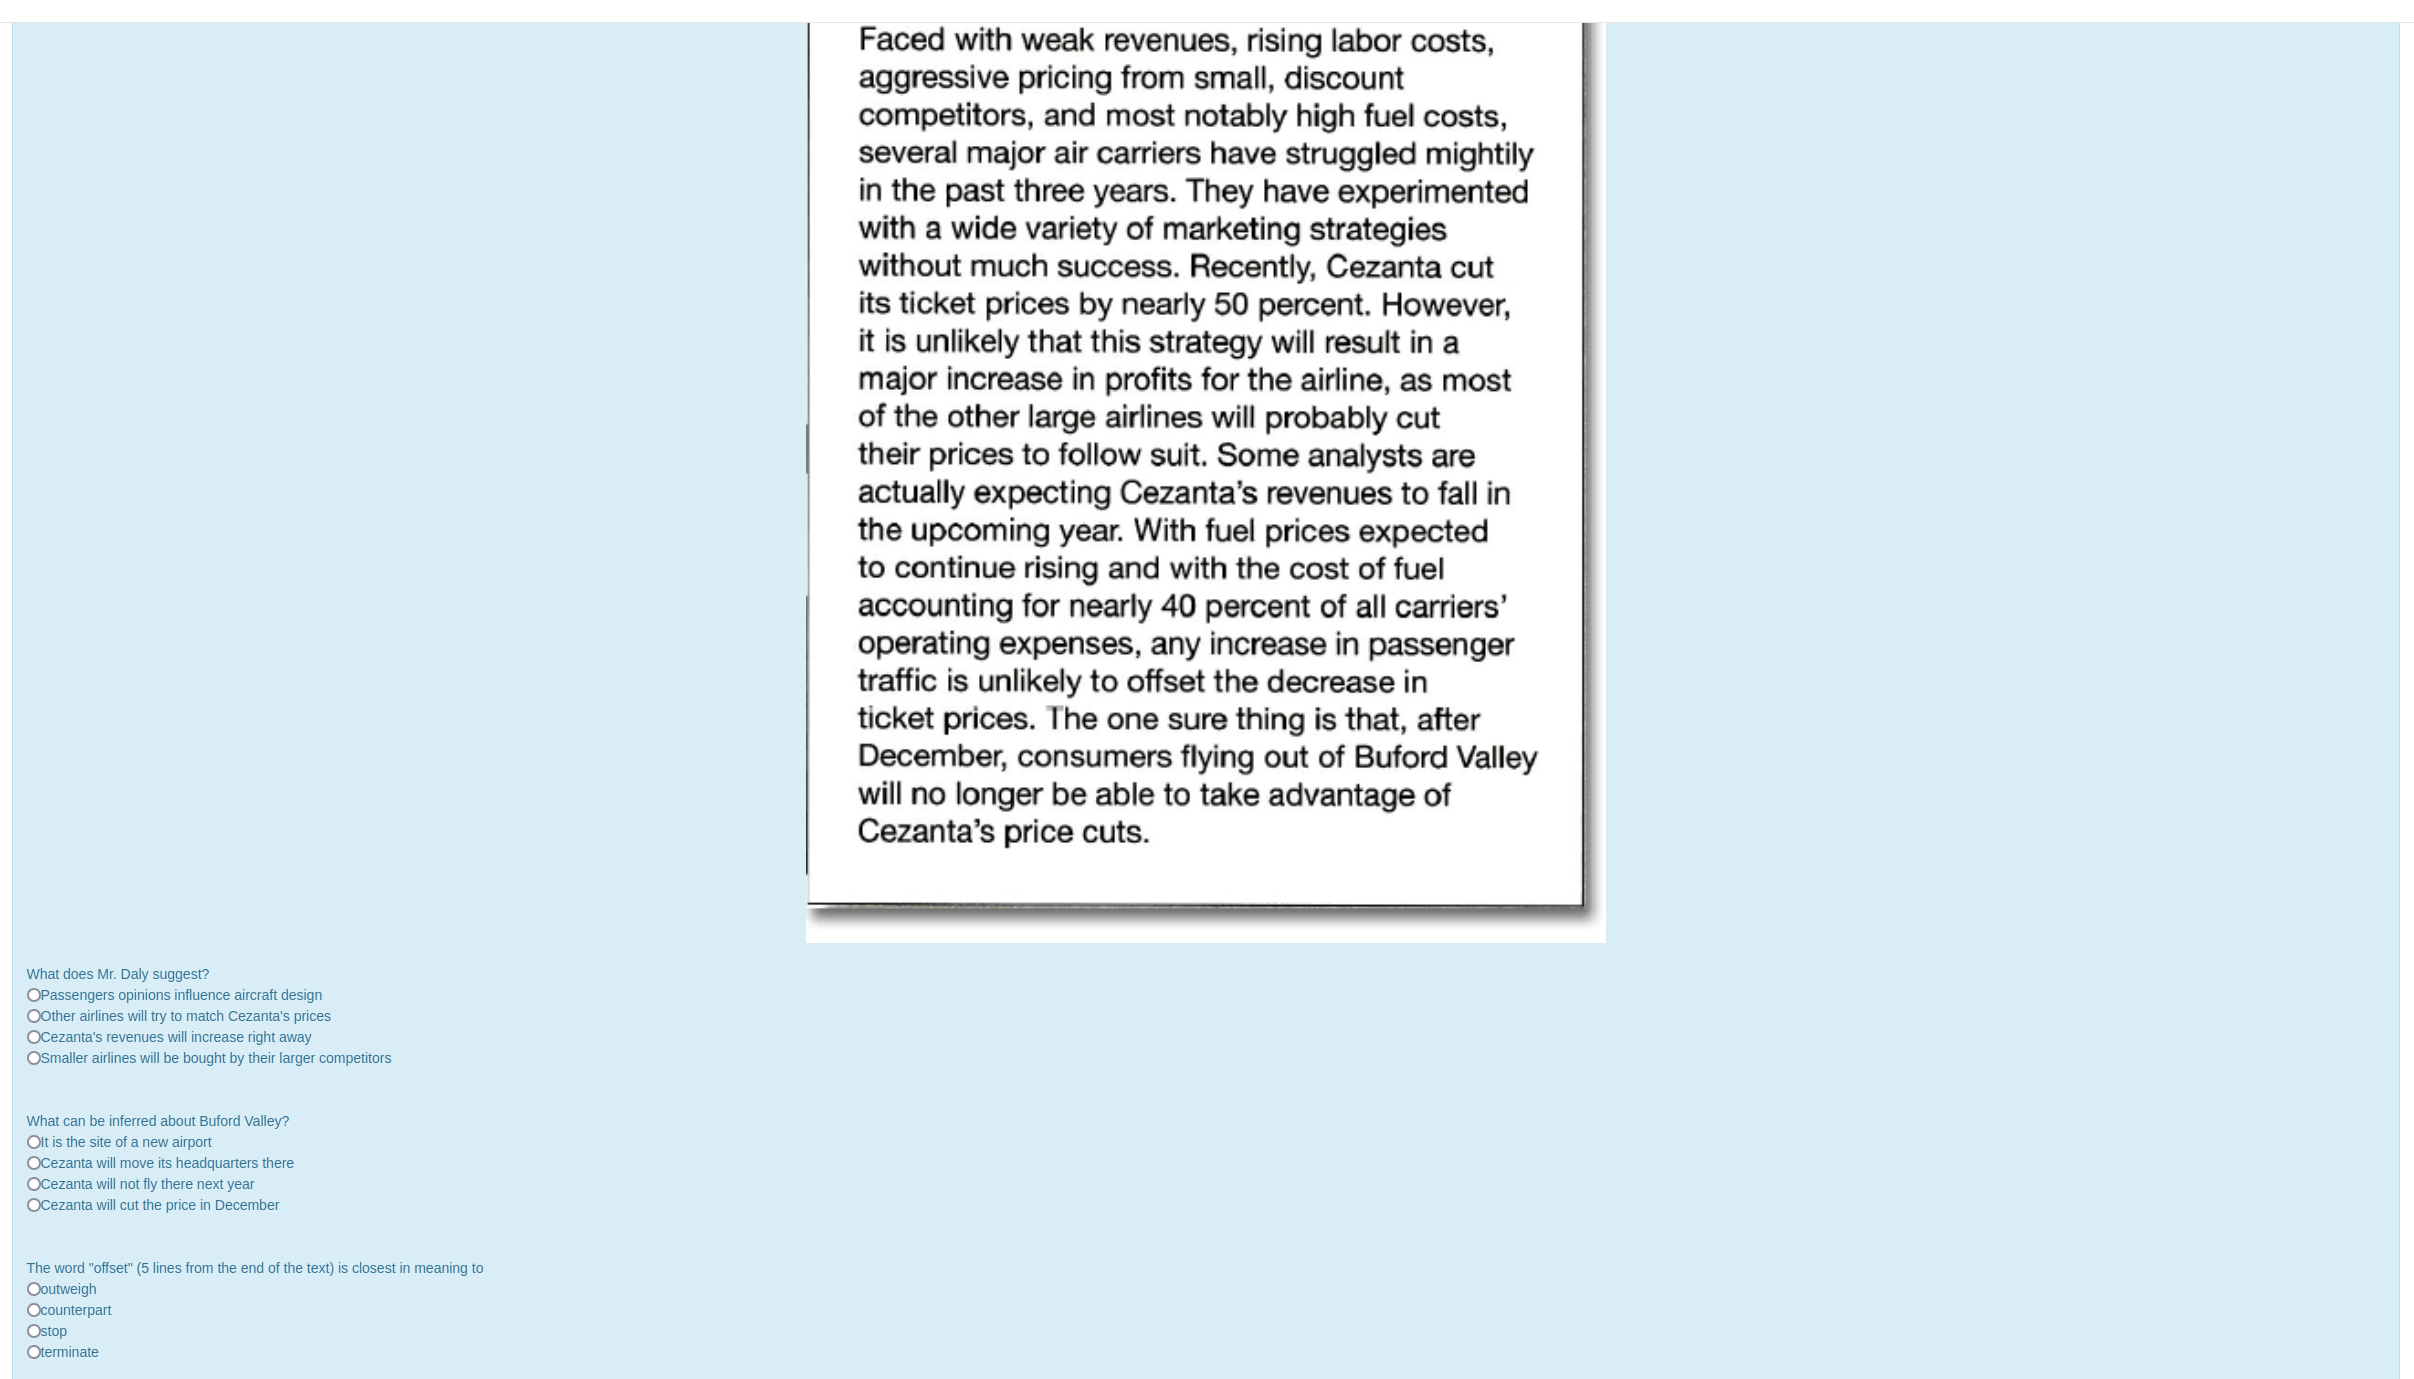 Faced with weak revenues, rising labor costs,
aggressive pricing from small, discount
competitors, and most notably high fuel costs,
several major air carriers have struggled mightily
in the past three years. They have experimented
with a wide variety of marketing strategies
without much success. Recently, Cezanta cut
its ticket prices by nearly 50 percent. However,
it is unlikely that this strategy will result in a
major increase in profits for the airline, as most
of the other large airlines will probably cut
their prices to follow suit. Some analysts are
actually expecting Cezanta's revenues to fall in
the upcoming year. With fuel prices expected
to continue rising and with the cost of fuel
accounting for nearly 40 percent of all carriers'
operating expenses, any increase in passenger
traffic is unlikely to offset the decrease in
ticket prices. The one sure thing is that, after
December, consumers flying out of Buford Valley
will no longer be able to take advantage of
Cezanta's price cuts.
What does Mr. Daly suggest?
Passengers opinions influence aircraft design
Other airlines will try to match Cezanta's prices
Cezanta's revenues will increase right away
Smaller airlines will be bought by their larger competitors
What can be inferred about Buford Valley?
It is the site of a new airport
Cezanta will move its headquarters there
Cezanta will not fly there next year
Cezanta will cut the price in December
The word "offset" (5 lines from the end of the text) is closest in meaning to
outweigh
counterpart
stop
terminate